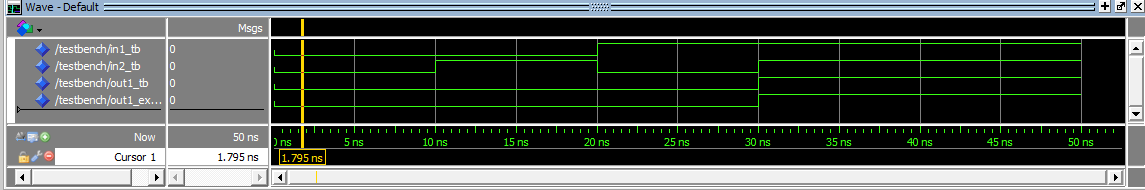 Wave - Default
Msgs
/testbench/in1_tb 0
/testbench/in2_tb 0
/testbench/out1_tb 0
/testbench/out1_ex... 0
Now 50 ns
ns 5 ns 10 ns 15 ns 20 ns 25 ns 30 ns 35 ns 40 ns 45 ns 50 ns
Cursor 1 1.795 ns 1.795 ns